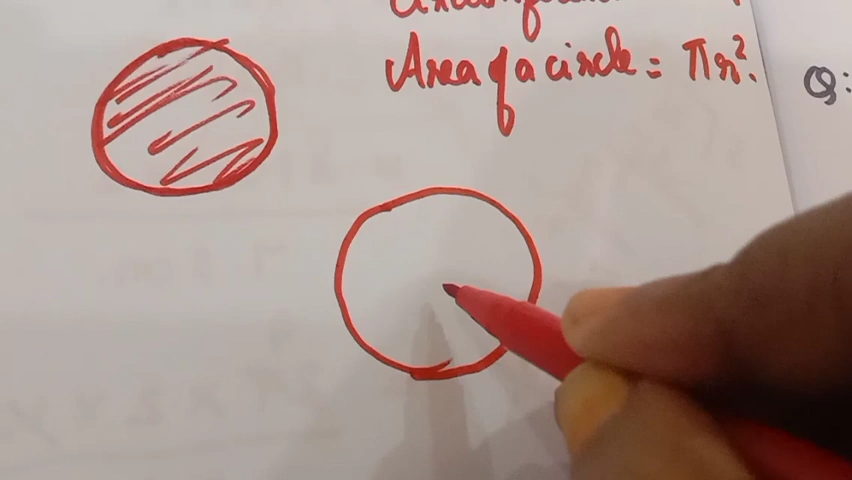 Area of a circle = πr².
Q: